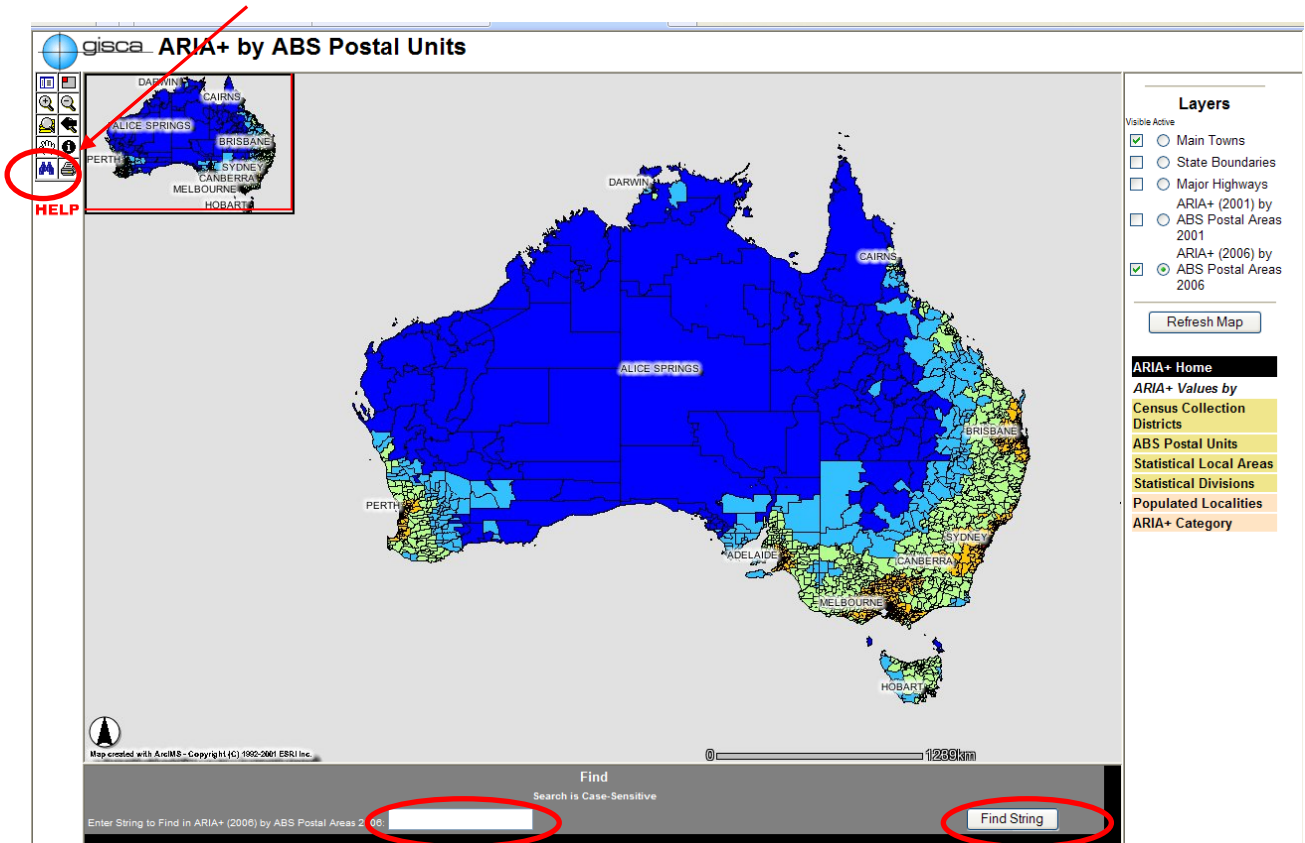 gisca ARIA+ by ABS Postal Units
DARWIN
CAIRNS
ALICE SPRINGS
BRISBANE
PERTH
SYDNEY
CANBERRA
MELBOURNE
HOBART
HELP
DARWIN
CAIRNS
ALICE SPRINGS
BRISBANE
PERTH
SYDNEY
ADELAIDE
CANBERRA
MELBOURNE
HOBART
Map created with ArcIMS - Copyright (C) 1992-2001 ESRI Inc.
0 1239km
Layers
Visible Active
Main Towns
State Boundaries
Major Highways
ARIA+ (2001) by
ABS Postal Areas
2001
ARIA+ (2006) by
ABS Postal Areas
2006
Refresh Map
ARIA+ Home
ARIA+ Values by
Census Collection
Districts
ABS Postal Units
Statistical Local Areas
Statistical Divisions
Populated Localities
ARIA+ Category
Find
Search is Case-Sensitive
Enter String to Find in ARIA+ (2006) by ABS Postal Areas 2006:
Find String